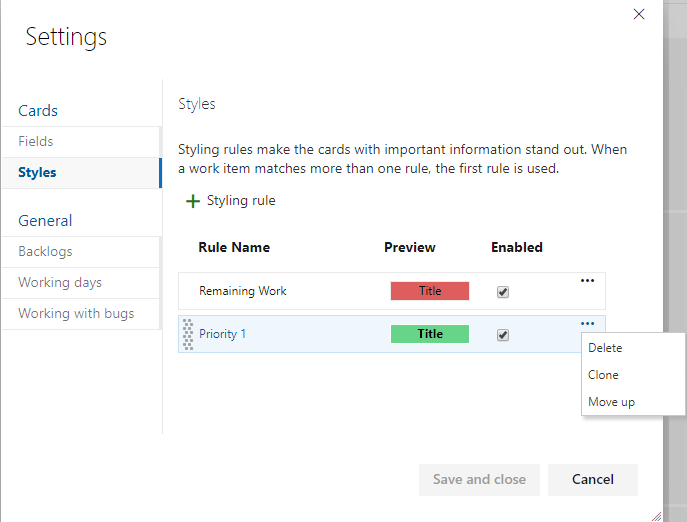 Settings
Cards
Fields
Styles
General
Backlogs
Working days
Working with bugs
Styles
Styling rules make the cards with important information stand out. When
a work item matches more than one rule, the first rule is used.
+ Styling rule
Rule Name Preview Enabled
Remaining Work Title ...
Priority 1 Title ...
Delete
Clone
Move up
Save and close Cancel